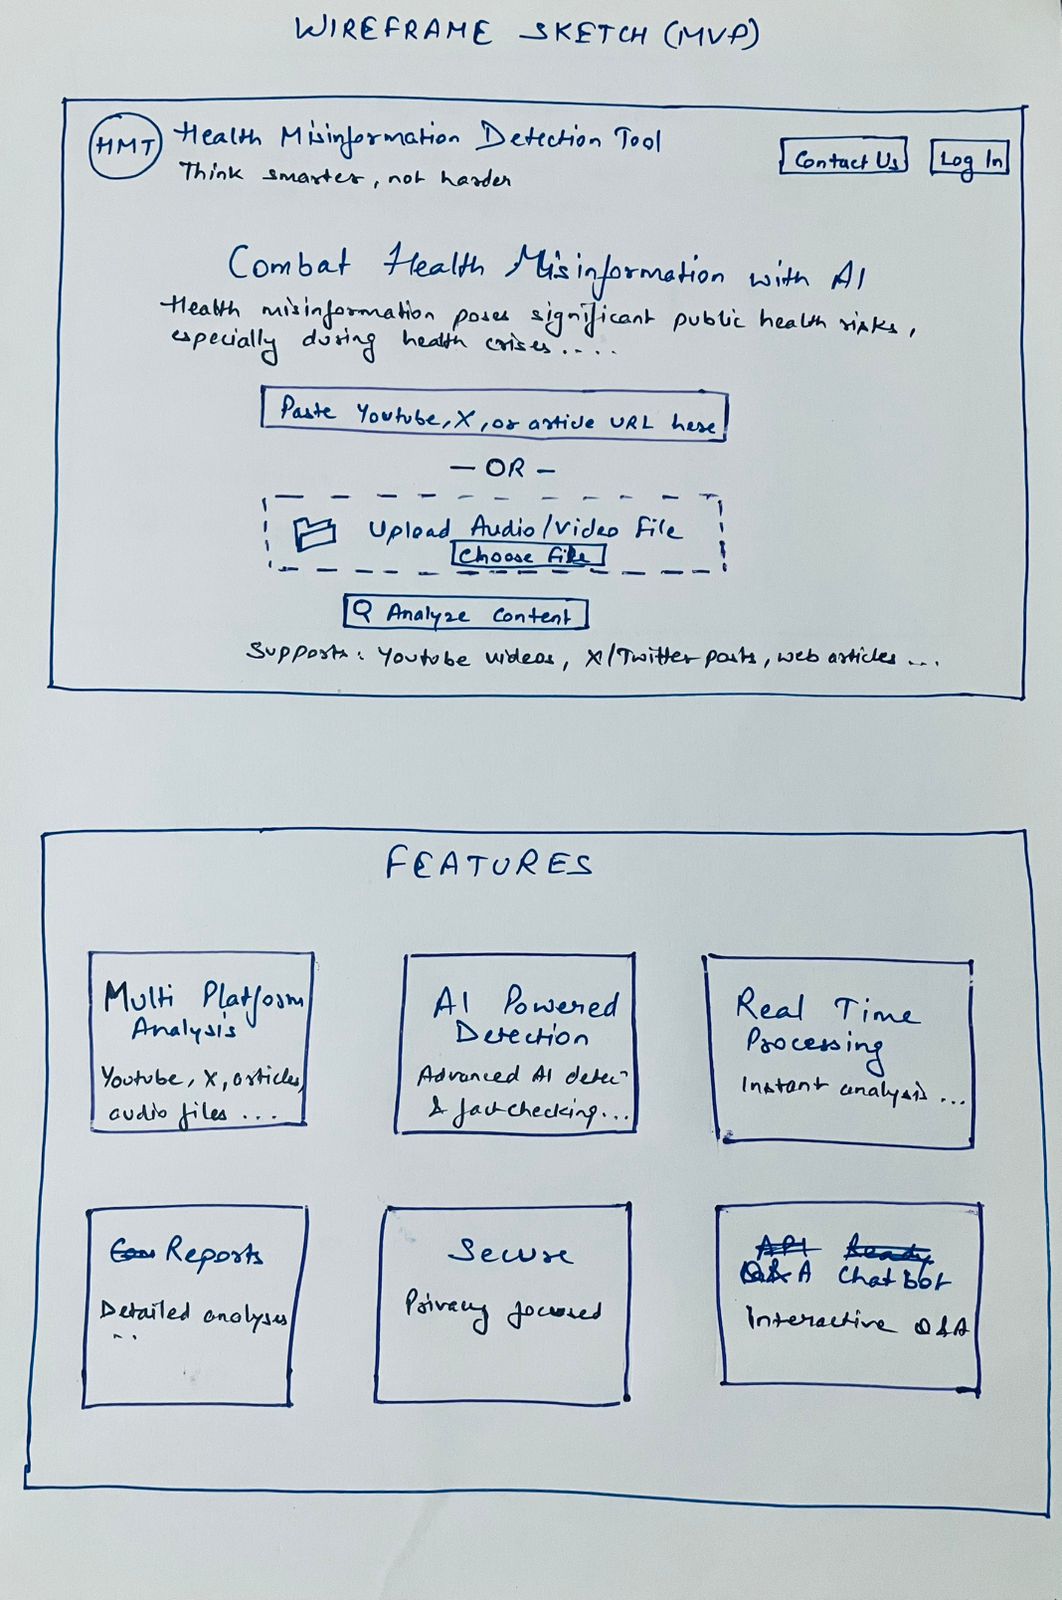 WIREFRAME SKETCH (MVP)
HMT
Health Misinformation Detection Tool
Think smarter, not harder
Contact Us
Log In
Combat Health Misinformation with AI
Health misinformation poses significant public health risks,
especially during health crises.....
Paste Youtube, X, or article URL here
— OR —
Upload Audio/Video File
Choose File
Analyze Content
Supports: Youtube videos, X/Twitter posts, web articles ...
FEATURES
Multi Platform
Analysis
Youtube, X, articles,
audio files ...
AI Powered
Detection
Advanced AI detec
& fact checking...
Real Time
Processing
Instant analysis ...
Reports
Detailed analyses
..
Secure
Privacy focused
API Ready
Q&A Chatbot
Interactive Q&A